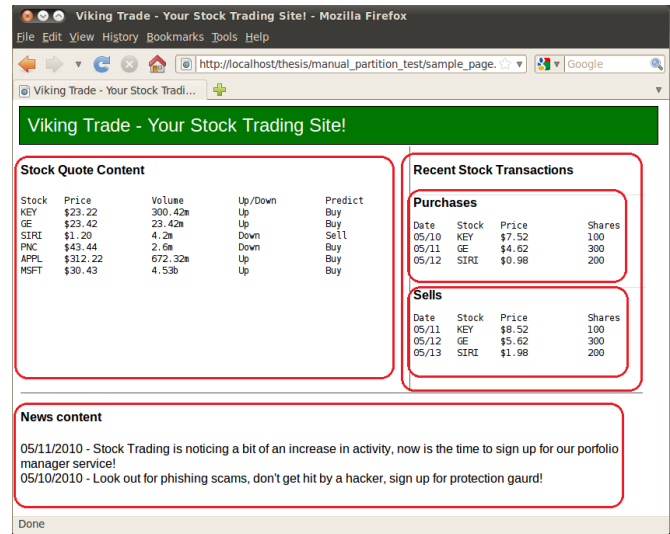 Viking Trade - Your Stock Trading Site! - Mozilla Firefox
File Edit View History Bookmarks Tools Help
http://localhost/thesis/manual_partition_test/sample_page. Google
Viking Trade - Your Stock Tradi...
Viking Trade - Your Stock Trading Site!
Stock Quote Content
Stock Price Volume Up/Down Predict
KEY $23.22 300.42m Up Buy
GE $23.42 23.42m Up Buy
SIRI $1.20 4.2m Down Sell
PNC $43.44 2.6m Down Buy
APPL $312.22 672.32m Up Buy
MSFT $30.43 4.53b Up Buy
Recent Stock Transactions
Purchases
Date Stock Price Shares
05/10 KEY $7.52 100
05/11 GE $4.62 300
05/12 SIRI $0.98 200
Sells
Date Stock Price Shares
05/11 KEY $8.52 100
05/12 GE $5.62 300
05/13 SIRI $1.98 200
News content
05/11/2010 - Stock Trading is noticing a bit of an increase in activity, now is the time to sign up for our porfolio
manager service!
05/10/2010 - Look out for phishing scams, don't get hit by a hacker, sign up for protection gaurd!
Done